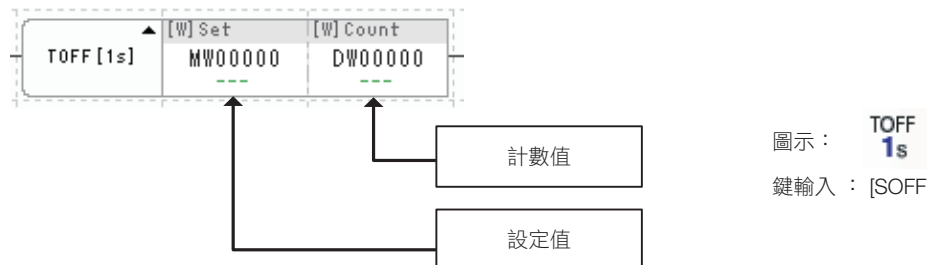 [W]Set [W]Count
TOFF[1s] MW00000 DW00000
--- ---
計數值
設定值
圖示： TOFF
1s
鍵輸入 ： [SOFF